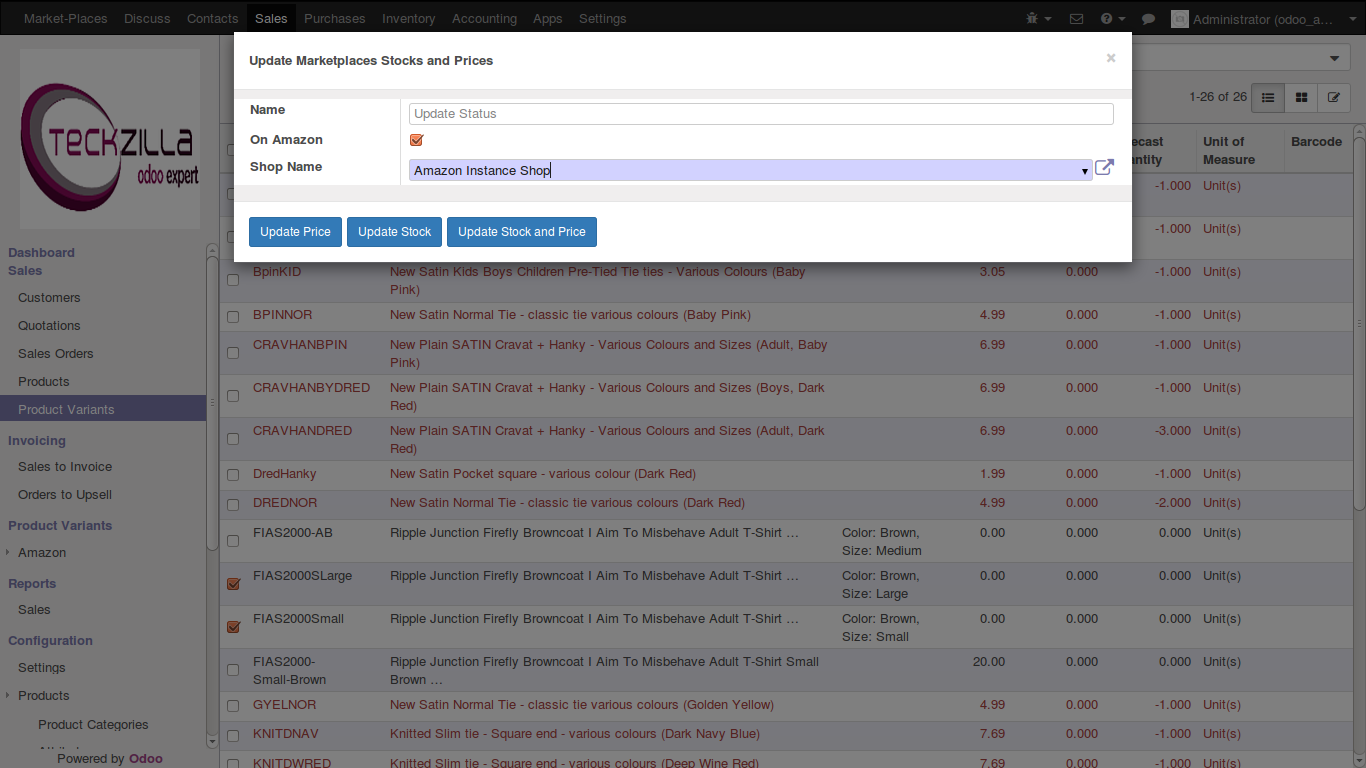 Market-Places Discuss Contacts Sales Purchases Inventory Accounting Apps Settings Administrator (odoo_a...
TECKZILLA
odoo expert
Dashboard
Sales
Customers
Quotations
Sales Orders
Products
Product Variants
Invoicing
Sales to Invoice
Orders to Upsell
Product Variants
Amazon
Reports
Sales
Configuration
Settings
Products
Product Categories
Powered by Odoo
Update Marketplaces Stocks and Prices ×
Name Update Status
On Amazon
Shop Name Amazon Instance Shop
Update Price Update Stock Update Stock and Price
1-26 of 26
ecast Unit of Barcode
ntity Measure
-1.000 Unit(s)
-1.000 Unit(s)
BpinKID New Satin Kids Boys Children Pre-Tied Tie ties - Various Colours (Baby 3.05 0.000 -1.000 Unit(s)
Pink)
BPINNOR New Satin Normal Tie - classic tie various colours (Baby Pink) 4.99 0.000 -1.000 Unit(s)
CRAVHANBPIN New Plain SATIN Cravat + Hanky - Various Colours and Sizes (Adult, Baby 6.99 0.000 -1.000 Unit(s)
Pink)
CRAVHANBYDRED New Plain SATIN Cravat + Hanky - Various Colours and Sizes (Boys, Dark 6.99 0.000 -1.000 Unit(s)
Red)
CRAVHANDRED New Plain SATIN Cravat + Hanky - Various Colours and Sizes (Adult, Dark 6.99 0.000 -3.000 Unit(s)
Red)
DredHanky New Satin Pocket square - various colour (Dark Red) 1.99 0.000 -1.000 Unit(s)
DREDNOR New Satin Normal Tie - classic tie various colours (Dark Red) 4.99 0.000 -2.000 Unit(s)
FIAS2000-AB Ripple Junction Firefly Browncoat I Aim To Misbehave Adult T-Shirt ... Color: Brown, 0.00 0.000 0.000 Unit(s)
Size: Medium
FIAS2000SLarge Ripple Junction Firefly Browncoat I Aim To Misbehave Adult T-Shirt ... Color: Brown, 0.00 0.000 0.000 Unit(s)
Size: Large
FIAS2000Small Ripple Junction Firefly Browncoat I Aim To Misbehave Adult T-Shirt ... Color: Brown, 0.00 0.000 0.000 Unit(s)
Size: Small
FIAS2000- Ripple Junction Firefly Browncoat I Aim To Misbehave Adult T-Shirt Small 20.00 0.000 0.000 Unit(s)
Small-Brown Brown ...
GYELNOR New Satin Normal Tie - classic tie various colours (Golden Yellow) 4.99 0.000 -1.000 Unit(s)
KNITDNAV Knitted Slim tie - Square end - various colours (Dark Navy Blue) 7.69 0.000 -1.000 Unit(s)
KNITDWRED Knitted Slim tie - Square end - various colours (Deep Wine Red) 7.69 0.000 -1.000 Unit(s)